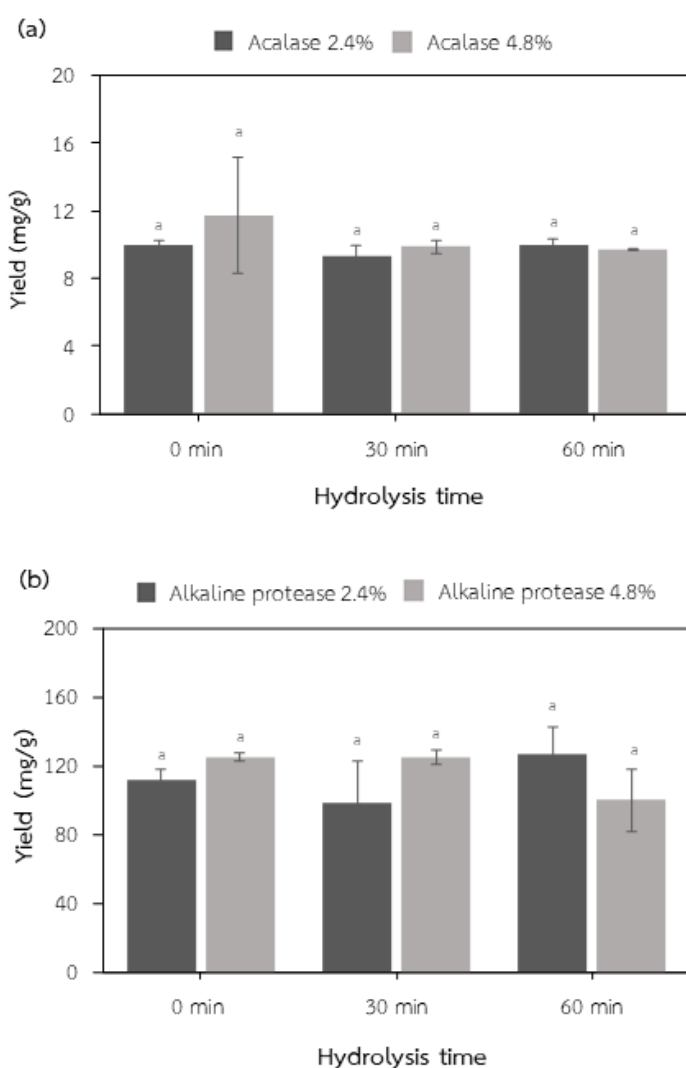 (a)
Acalase 2.4% Acalase 4.8%
20
16
12
8
4
0
Yield (mg/g)
a a a a a a
0 min 30 min 60 min
Hydrolysis time
(b)
Alkaline protease 2.4% Alkaline protease 4.8%
200
160
120
80
40
0
Yield (mg/g)
a a a a a a
0 min 30 min 60 min
Hydrolysis time